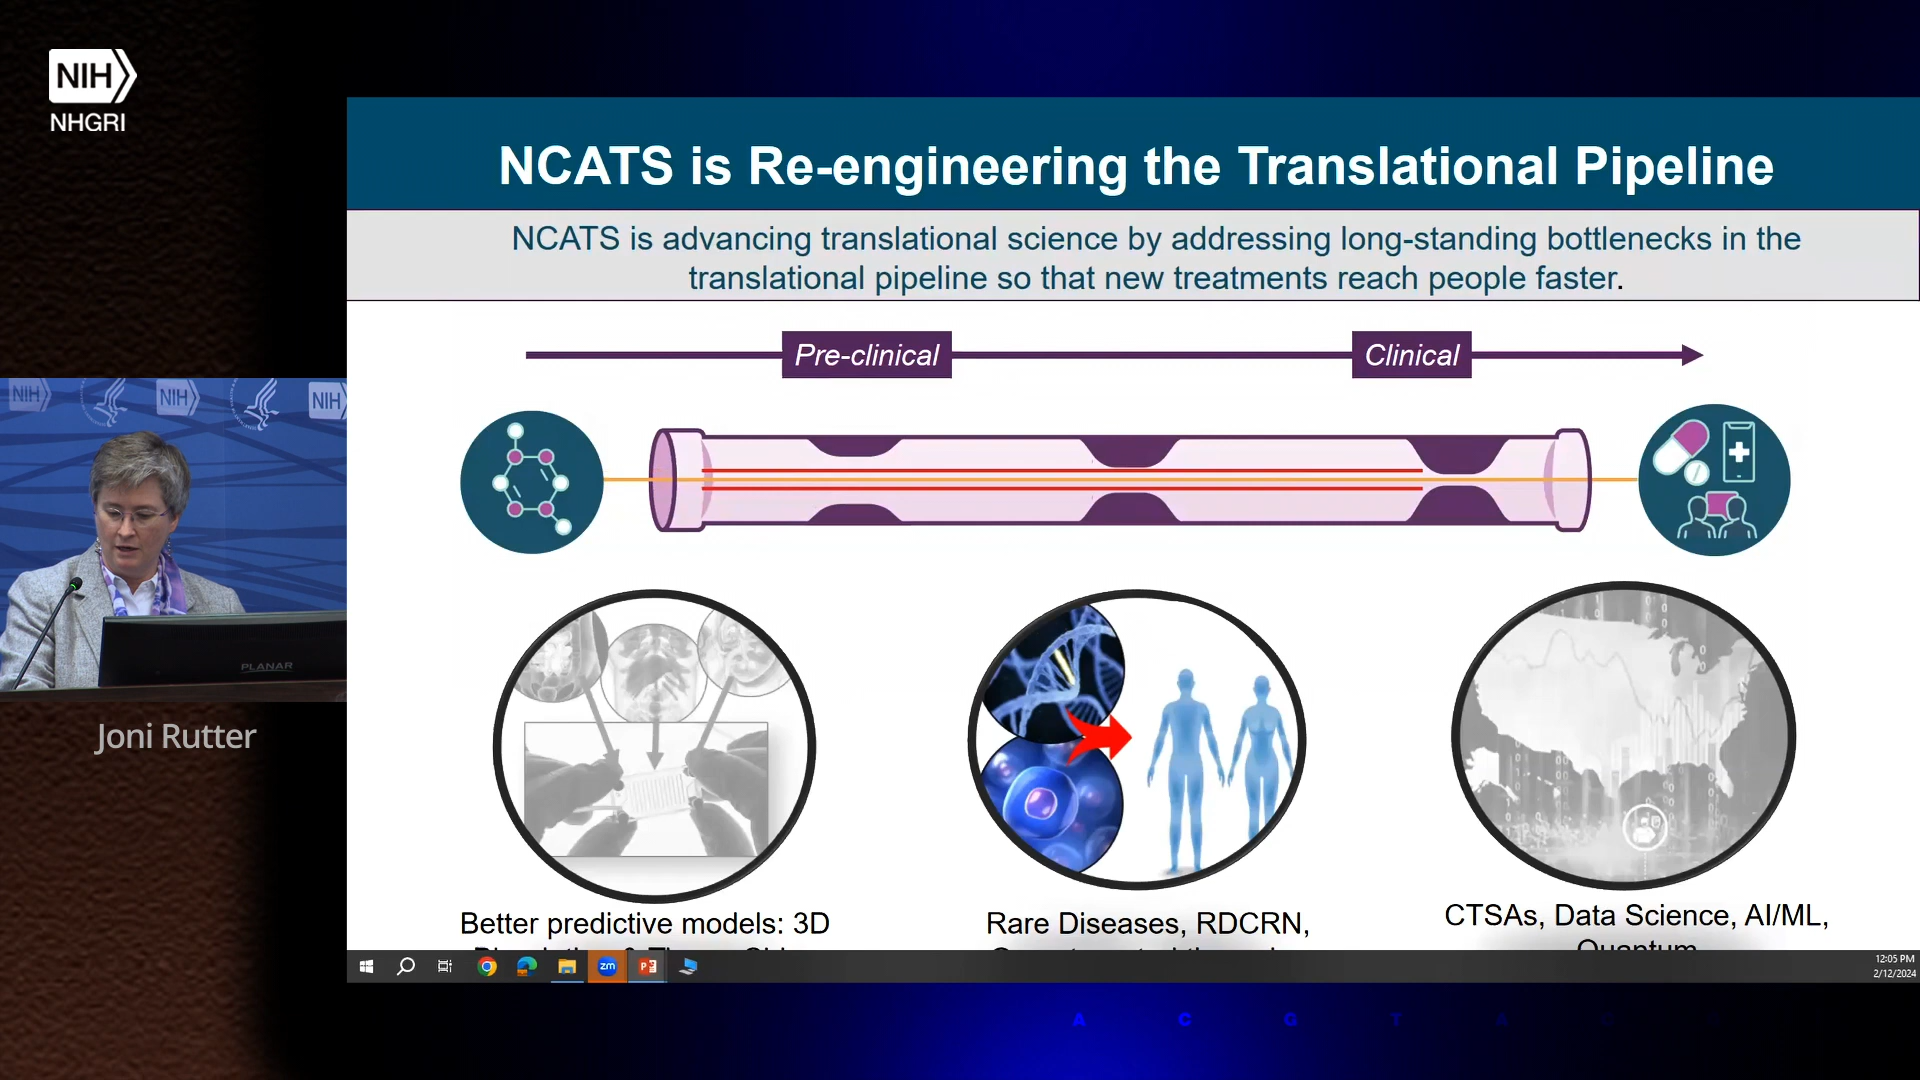 NIH
NHGRI
NCATS is Re-engineering the Translational Pipeline
NCATS is advancing translational science by addressing long-standing bottlenecks in the
translational pipeline so that new treatments reach people faster.
Pre-clinical
Clinical
NIH
NIH
NIH
PLANAR
Joni Rutter
Better predictive models: 3D
Rare Diseases, RDCRN,
CTSAs, Data Science, AI/ML,
Quantum
zm
12:05 PM
2/12/2024
A C G T A